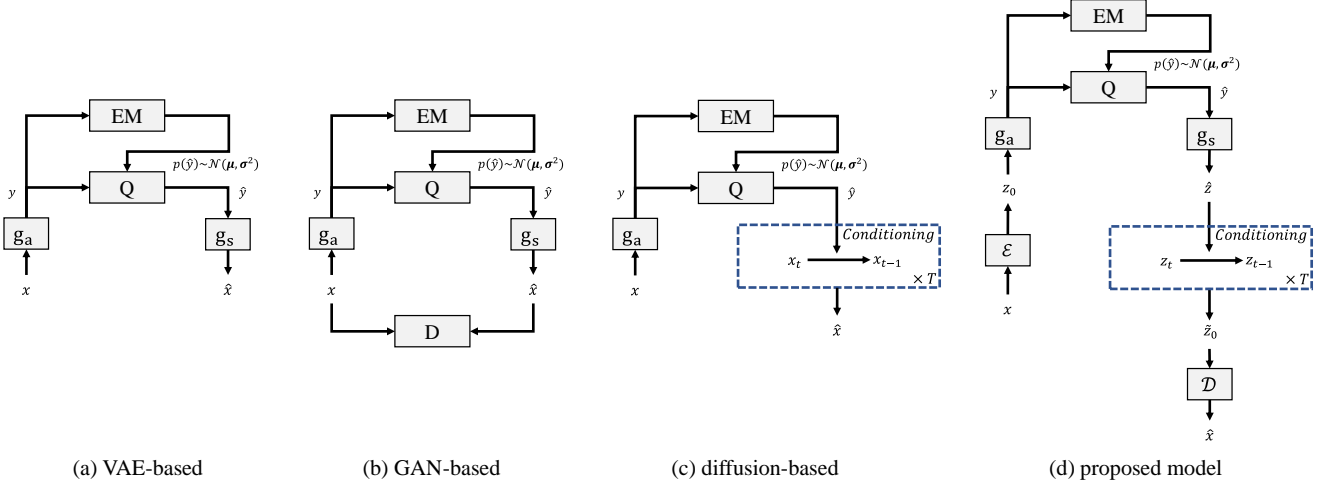 EM
p(ŷ)~𝒩(μ, σ²)
y
Q
ŷ
gₐ
gₛ
x
x̂
(a) VAE-based
EM
p(ŷ)~𝒩(μ, σ²)
y
Q
ŷ
gₐ
gₛ
x
x̂
D
(b) GAN-based
EM
p(ŷ)~𝒩(μ, σ²)
y
Q
ŷ
gₐ
Conditioning
xₜ
xₜ₋₁
× T
x
x̂
(c) diffusion-based
EM
p(ŷ)~𝒩(μ, σ²)
y
Q
ŷ
gₐ
gₛ
z₀
ẑ
ℰ
Conditioning
zₜ
zₜ₋₁
× T
x
z̃₀
𝒟
x̂
(d) proposed model